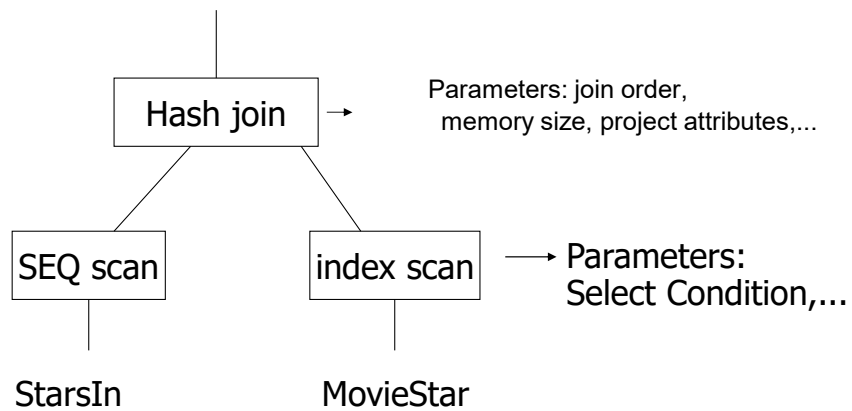 Hash join
Parameters: join order,
memory size, project attributes,...
SEQ scan
index scan
Parameters:
Select Condition,...
StarsIn
MovieStar